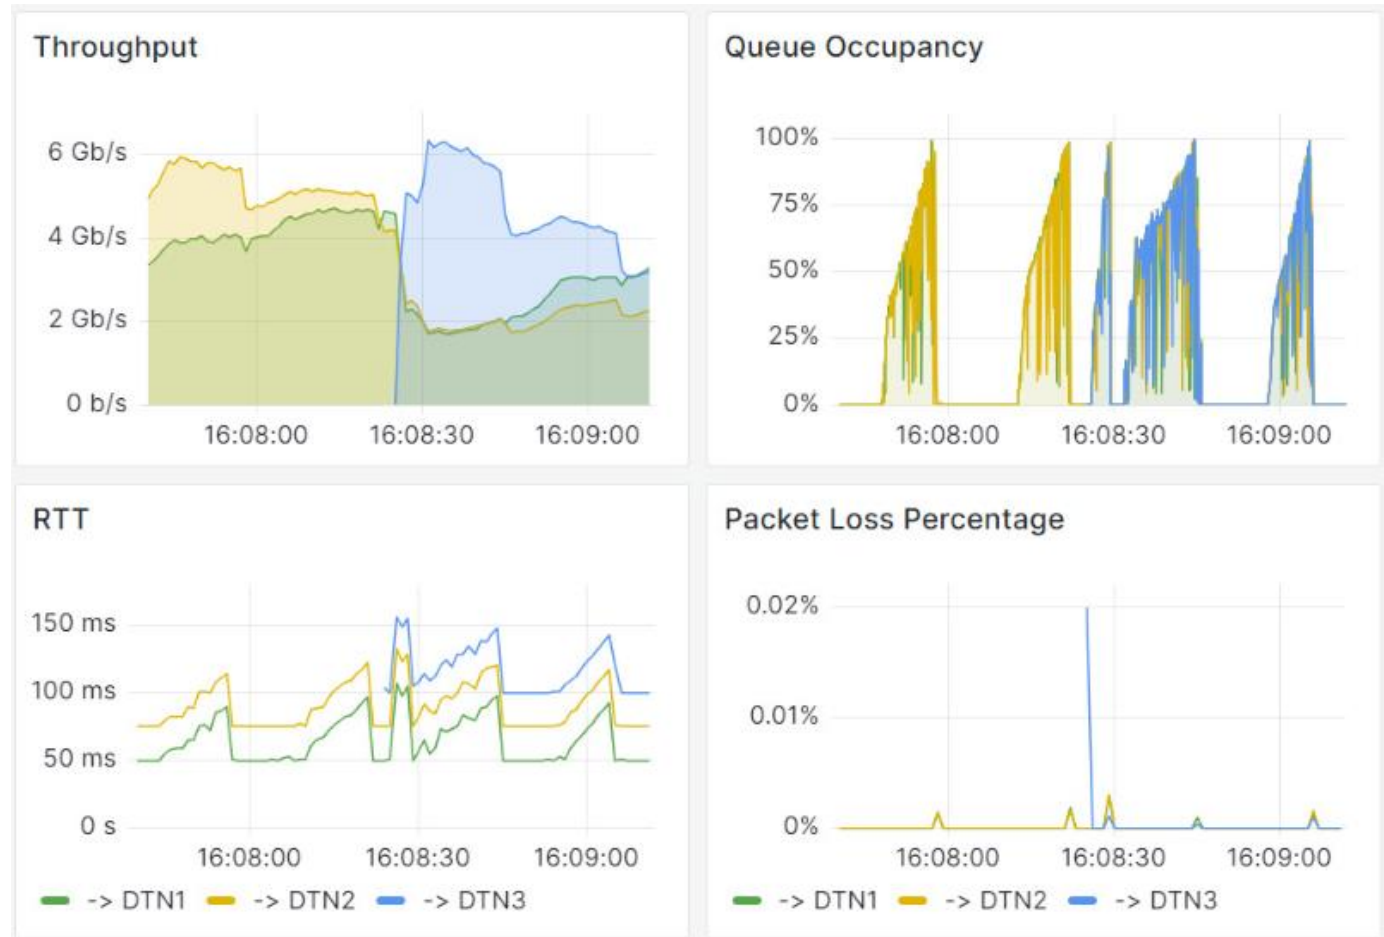 Throughput
6 Gb/s
4 Gb/s
2 Gb/s
0 b/s
16:08:00 16:08:30 16:09:00
Queue Occupancy
100%
75%
50%
25%
0%
16:08:00 16:08:30 16:09:00
RTT
150 ms
100 ms
50 ms
0 s
16:08:00 16:08:30 16:09:00
-> DTN1 -> DTN2 -> DTN3
Packet Loss Percentage
0.02%
0.01%
0%
16:08:00 16:08:30 16:09:00
-> DTN1 -> DTN2 -> DTN3